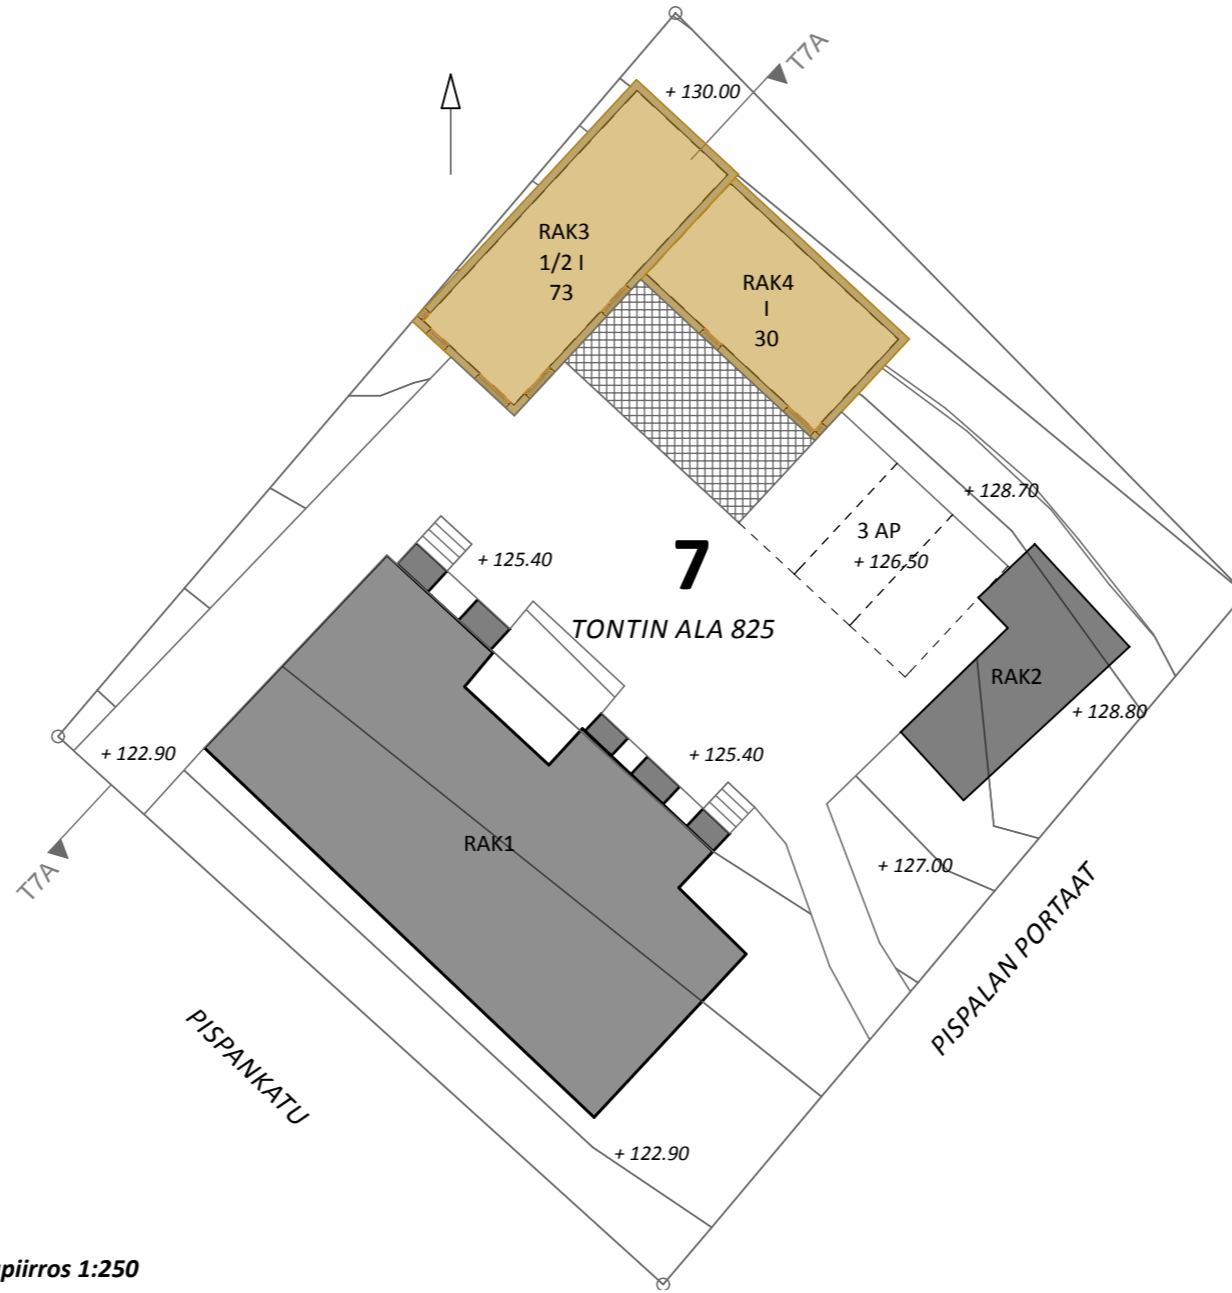 T7A
+ 130.00
RAK3
1/2 I
73
RAK4
I
30
+ 128.70
3 AP
+ 126.50
+ 125.40
7
TONTIN ALA 825
RAK2
+ 128.80
+ 122.90
+ 125.40
RAK1
T7A
+ 127.00
PISPALAN PORTAAT
PISPANKATU
+ 122.90
piirros 1:250